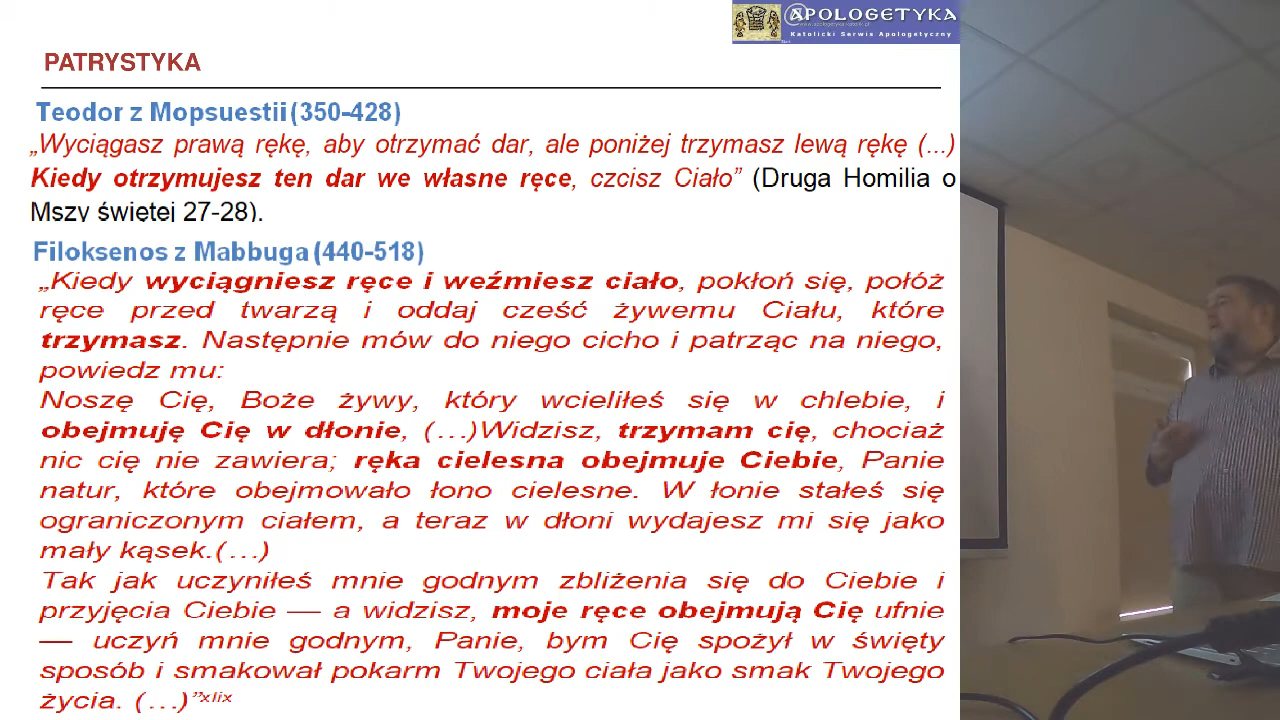 @APOLOGETYKA
www.apologetyka.katolik.pl
Katolicki Serwis Apologetyczny
PATRYSTYKA
Teodor z Mopsuestii (350-428)
„Wyciągasz prawą rękę, aby otrzymać dar, ale poniżej trzymasz lewą rękę (...)
Kiedy otrzymujesz ten dar we własne ręce, czcisz Ciało” (Druga Homilia o
Mszy świętej 27-28).
Filoksenos z Mabbuga (440-518)
„Kiedy wyciągniesz ręce i weźmiesz ciało, pokłoń się, połóż
ręce przed twarzą i oddaj cześć żywemu Ciału, które
trzymasz. Następnie mów do niego cicho i patrząc na niego,
powiedz mu:
Noszę Cię, Boże żywy, który wcieliłeś się w chlebie, i
obejmuję Cię w dłonie, (...)Widzisz, trzymam cię, chociaż
nic cię nie zawiera; ręka cielesna obejmuje Ciebie, Panie
natur, które obejmowało łono cielesne. W łonie stałeś się
ograniczonym ciałem, a teraz w dłoni wydajesz mi się jako
mały kąsek.(...)
Tak jak uczyniłeś mnie godnym zbliżenia się do Ciebie i
przyjęcia Ciebie — a widzisz, moje ręce obejmują Cię ufnie
— uczyń mnie godnym, Panie, bym Cię spożył w święty
sposób i smakował pokarm Twojego ciała jako smak Twojego
życia. (...)”xlix